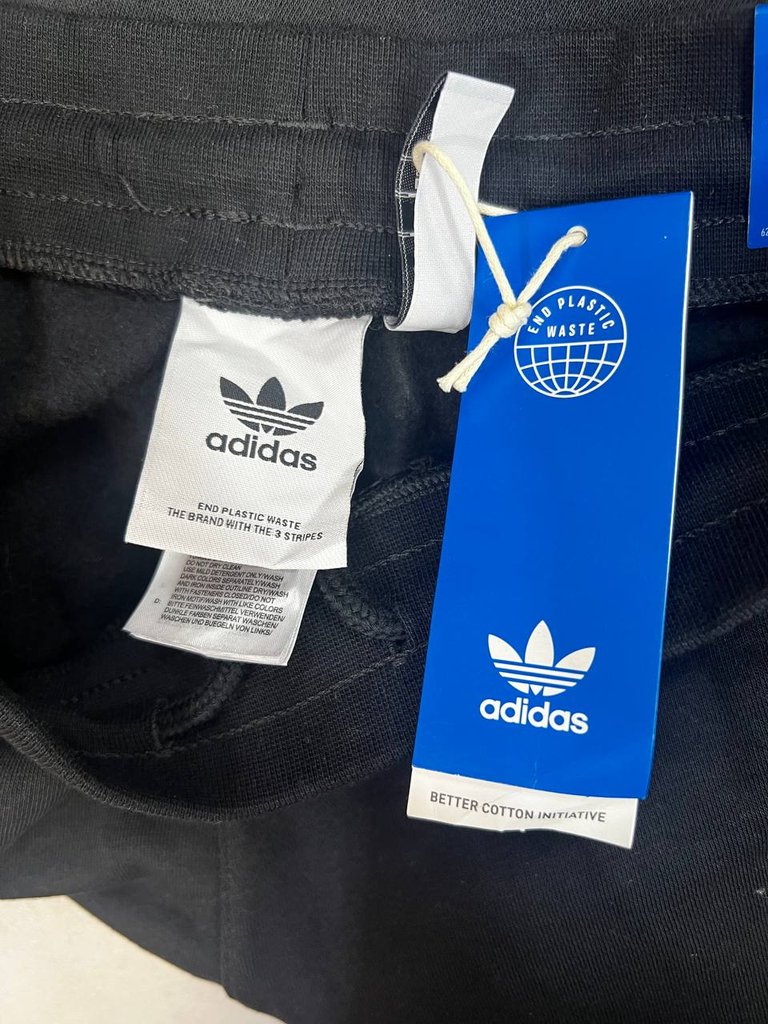 END PLASTIC
WASTE
adidas
END PLASTIC WASTE
THE BRAND WITH THE 3 STRIPES
DO NOT DRY CLEAN
USE MILD DETERGENT ONLY/WASH
DARK COLORS SEPARATELY/WASH
AND IRON INSIDE OUT/LINE DRY/WASH
WITH FASTENERS CLOSED/DO NOT
IRON MOTIF/WASH WITH LIKE COLORS
D: BITTE FEINWASCHMITTEL VERWENDEN/
DUNKLE FARBEN SEPARAT WASCHEN/
WASCHEN UND BUEGELN VON LINKS/
adidas
BETTER COTTON INITIATIVE